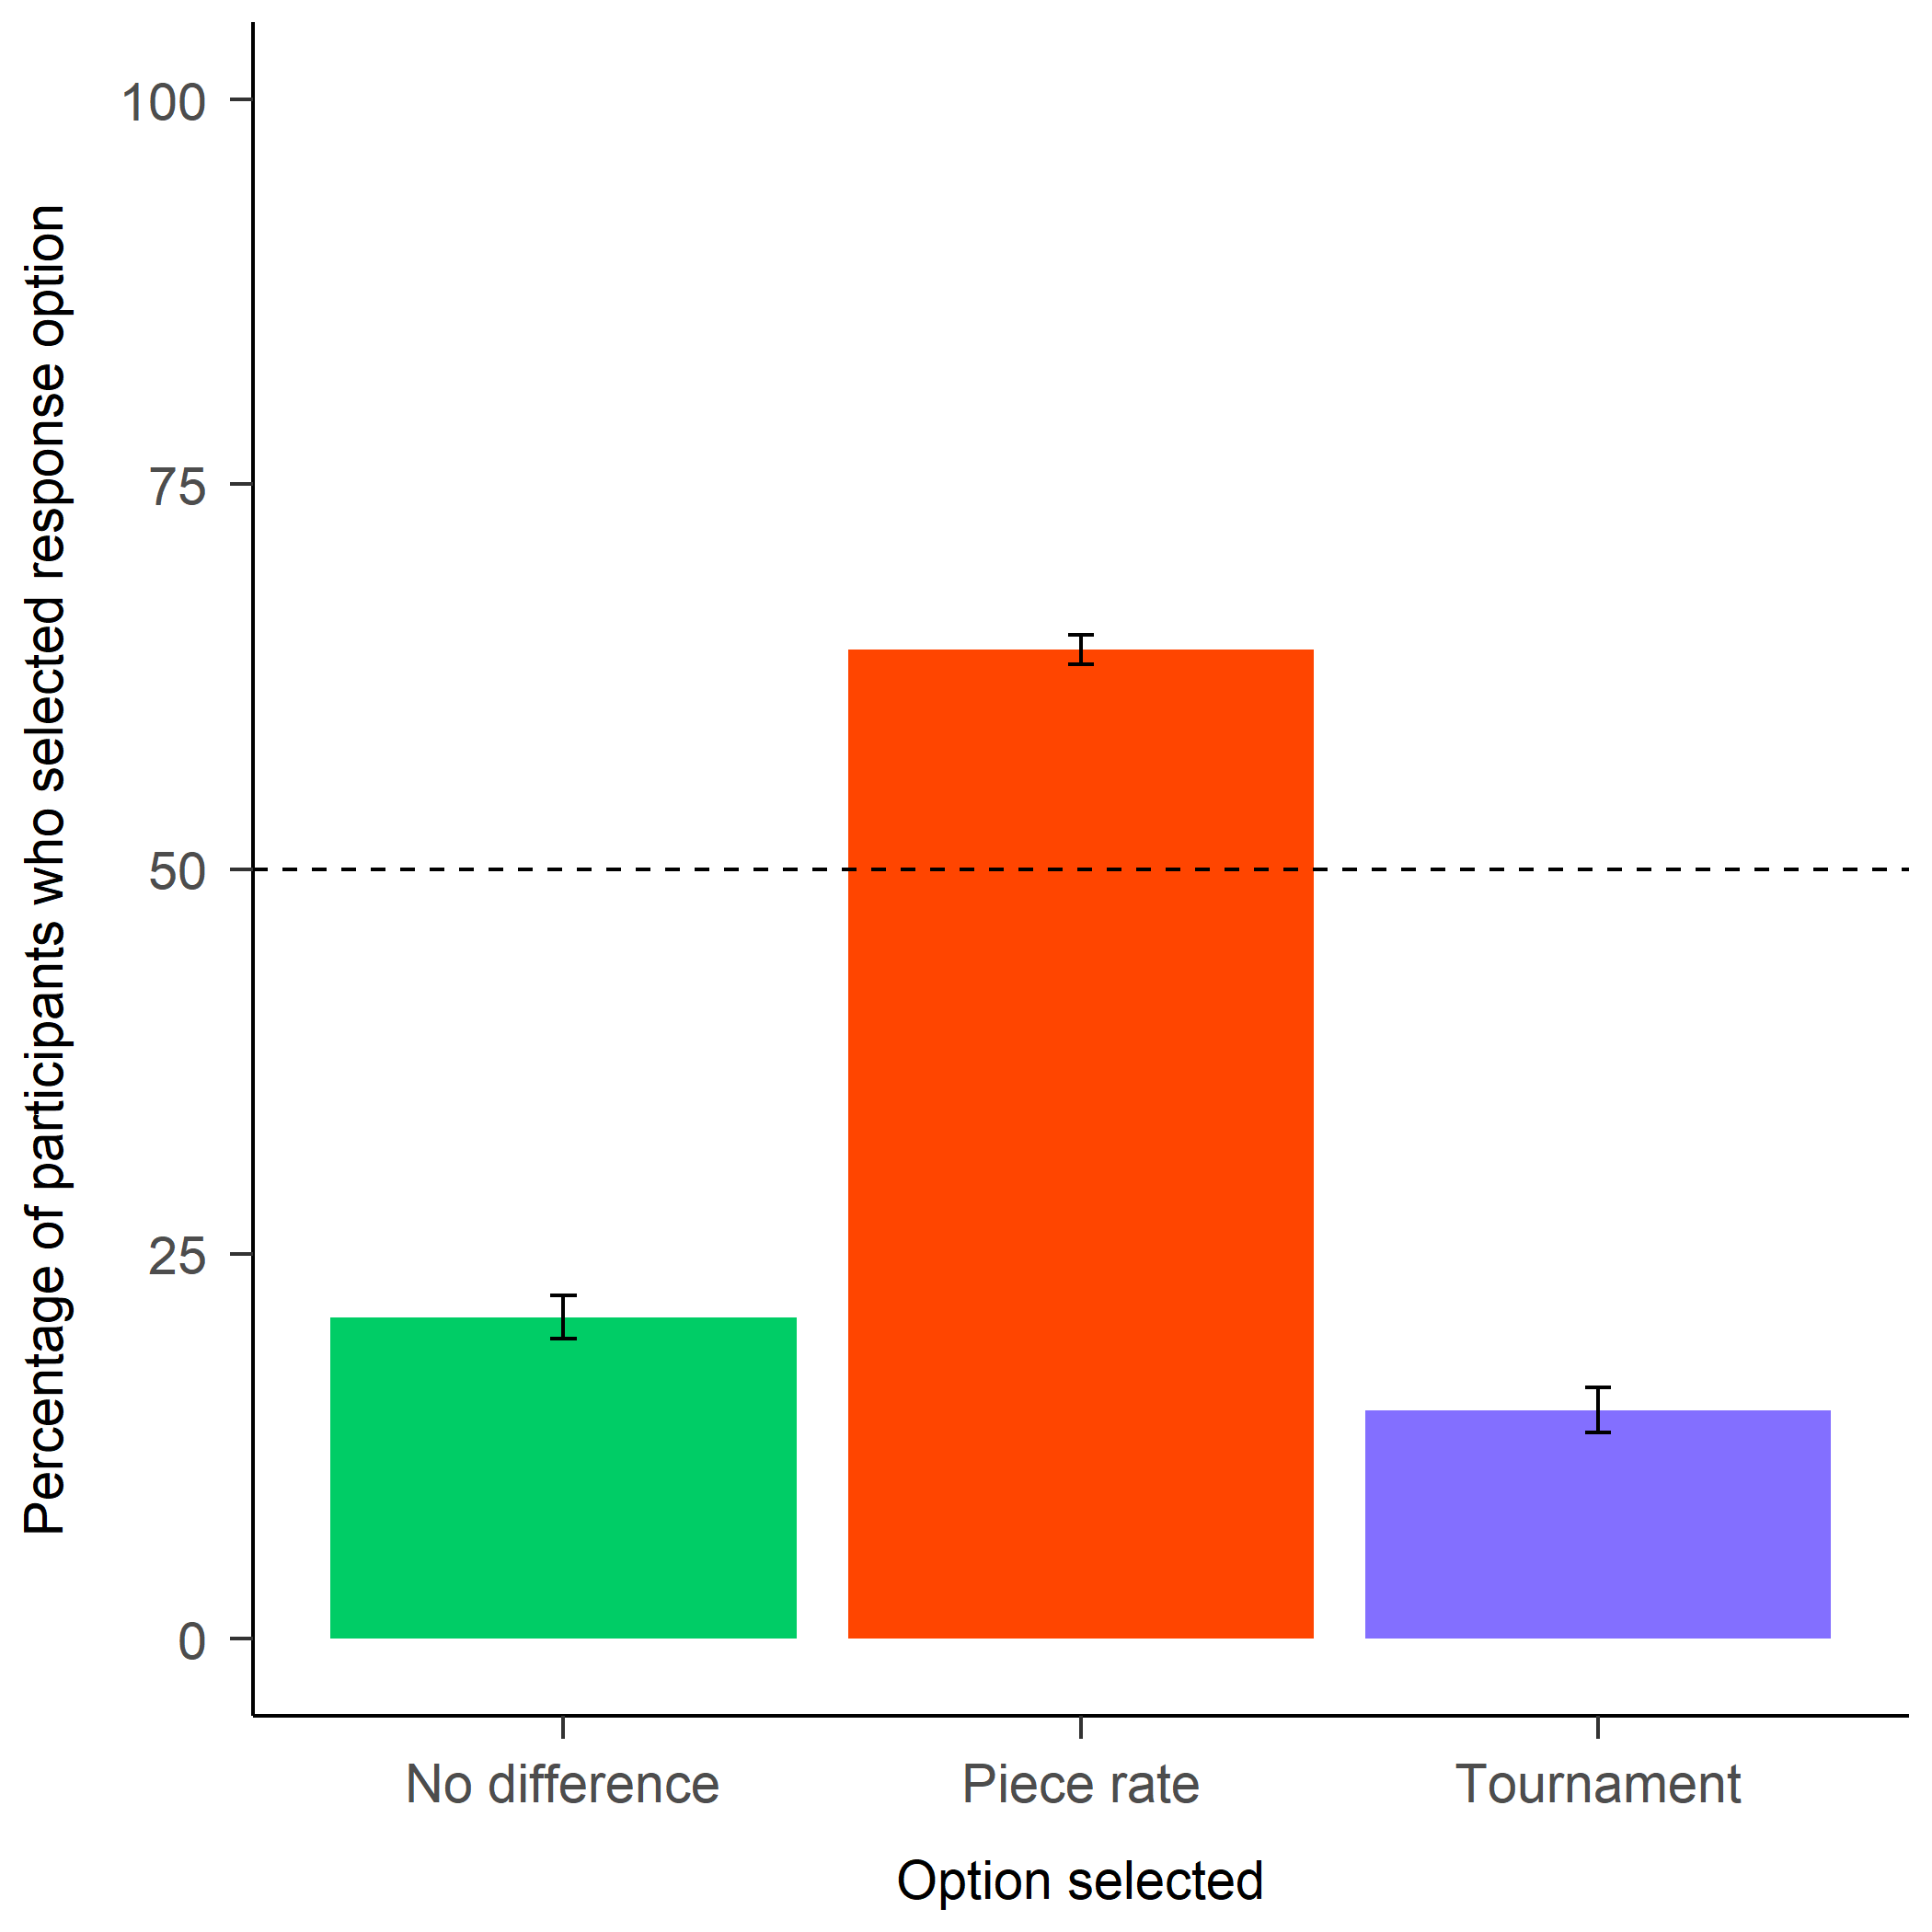 Percentage of participants who selected response option
100
75
50
25
0
No difference
Piece rate
Tournament
Option selected